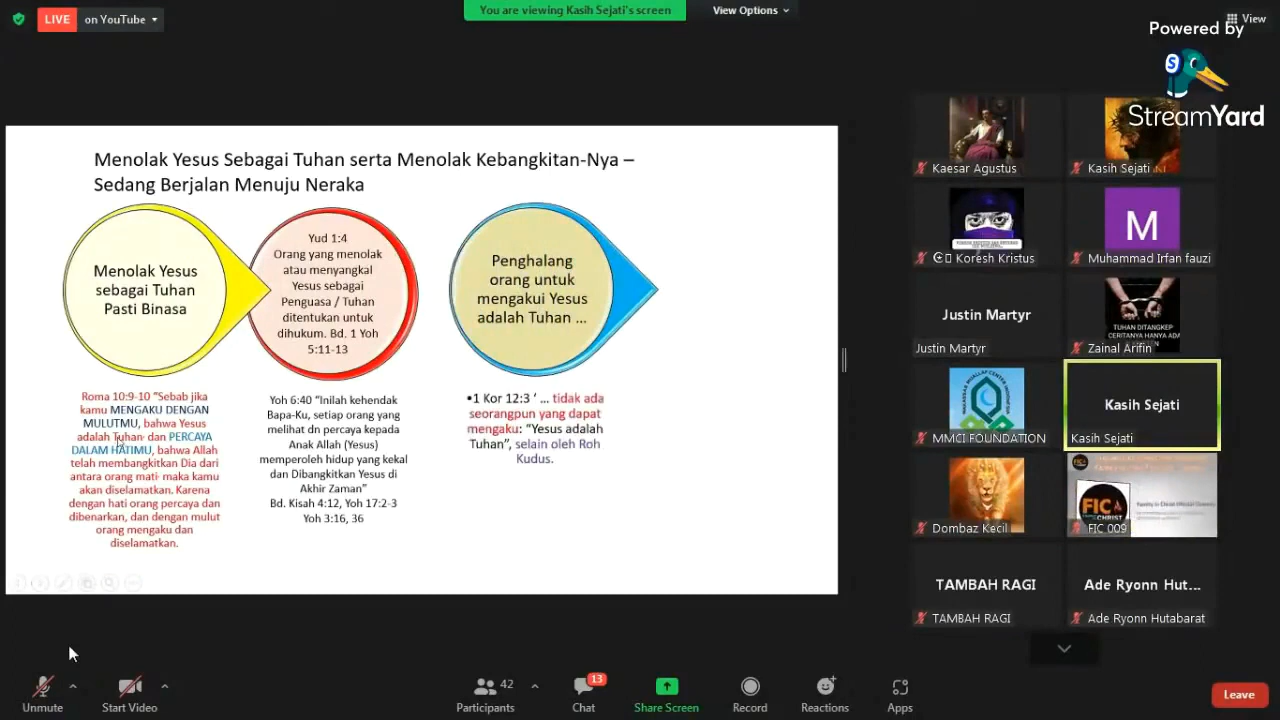 LIVE on YouTube
You are viewing Kasih Sejati's screen
View Options
View
Powered by
StreamYard
Menolak Yesus Sebagai Tuhan serta Menolak Kebangkitan-Nya –
Sedang Berjalan Menuju Neraka
Menolak Yesus
sebagai Tuhan
Pasti Binasa
Yud 1:4
Orang yang menolak
atau menyangkal
Yesus sebagai
Penguasa / Tuhan
ditentukan untuk
dihukum. Bd. 1 Yoh
5:11-13
Penghalang
orang untuk
mengakui Yesus
adalah Tuhan ...
Roma 10:9-10 "Sebab jika
kamu MENGAKU DENGAN
MULUTMU, bahwa Yesus
adalah Tuhan dan PERCAYA
DALAM HATIMU, bahwa Allah
telah membangkitkan Dia dari
antara orang mati maka kamu
akan diselamatkan. Karena
dengan hati orang percaya dan
dibenarkan, dan dengan mulut
orang mengaku dan
diselamatkan.
Yoh 6:40 "Inilah kehendak
Bapa-Ku, setiap orang yang
melihat dn percaya kepada
Anak Allah (Yesus)
memperoleh hidup yang kekal
dan Dibangkitkan Yesus di
Akhir Zaman"
Bd. Kisah 4:12, Yoh 17:2-3
Yoh 3:16, 36
•1 Kor 12:3 ‘ ... tidak ada
seorangpun yang dapat
mengaku: “Yesus adalah
Tuhan”, selain oleh Roh
Kudus.
Kaesar Agustus
Kasih Sejati
Koresh Kristus
M
Muhammad Irfan fauzi
Justin Martyr
Justin Martyr
TUHAN DITANGKEP
CERITANYA HANYA ADA
Zainal Arifin
MMCI FOUNDATION
Kasih Sejati
Kasih Sejati
Dombaz Kecil
FIC
FIC 009
TAMBAH RAGI
TAMBAH RAGI
Ade Ryonn Hut...
Ade Ryonn Hutabarat
Unmute
Start Video
42
Participants
13
Chat
Share Screen
Record
Reactions
Apps
Leave